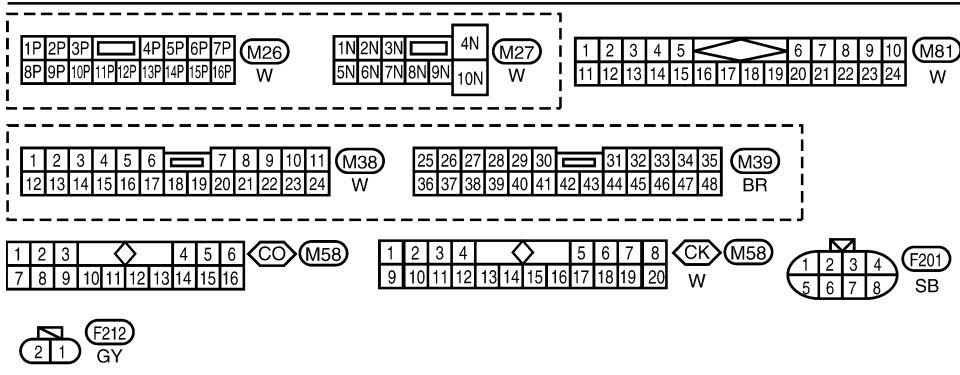 1P 2P 3P 4P 5P 6P 7P
8P 9P 10P 11P 12P 13P 14P 15P 16P
M26
W
1N 2N 3N 4N
5N 6N 7N 8N 9N 10N
M27
W
1 2 3 4 5 6 7 8 9 10
11 12 13 14 15 16 17 18 19 20 21 22 23 24
M81
W
1 2 3 4 5 6 7 8 9 10 11
12 13 14 15 16 17 18 19 20 21 22 23 24
M38
W
25 26 27 28 29 30 31 32 33 34 35
36 37 38 39 40 41 42 43 44 45 46 47 48
M39
BR
1 2 3 4 5 6
7 8 9 10 11 12 13 14 15 16
CO M58
1 2 3 4 5 6 7 8
9 10 11 12 13 14 15 16 17 18 19 20
CK M58
W
1 2 3 4
5 6 7 8
F201
SB
2 1
F212
GY